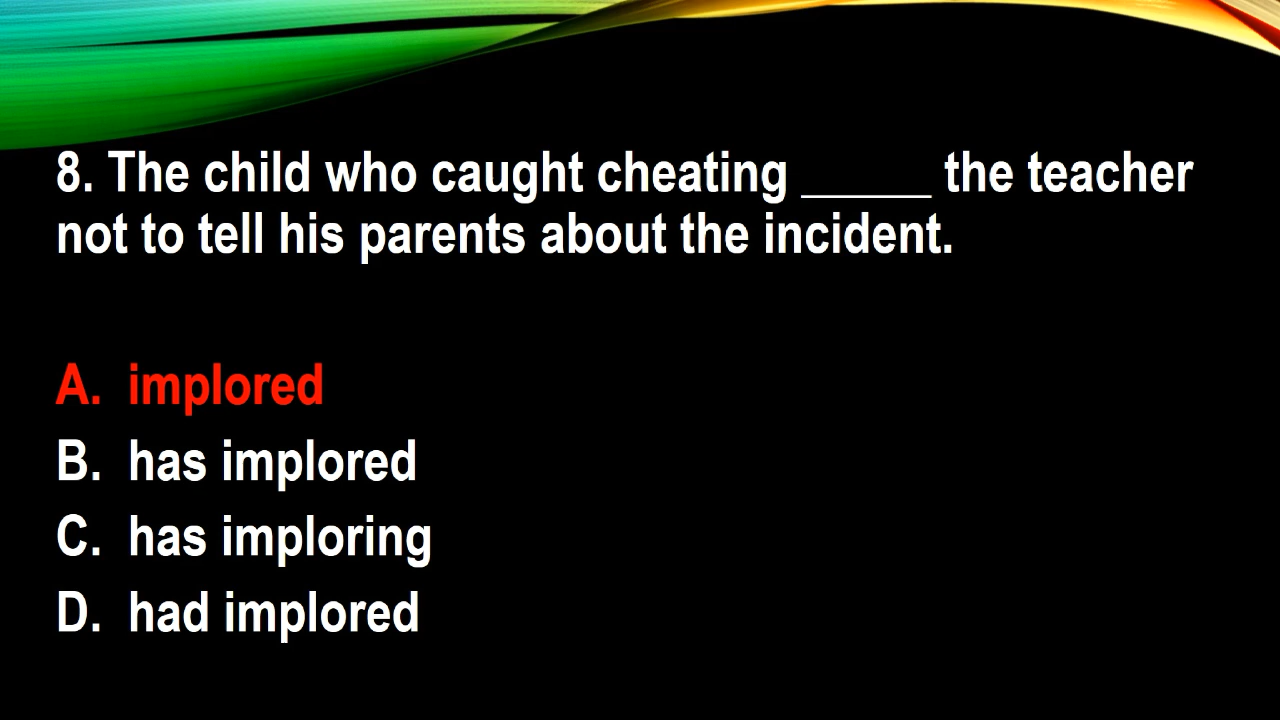 8. The child who caught cheating _____ the teacher
not to tell his parents about the incident.
A. implored
B. has implored
C. has imploring
D. had implored